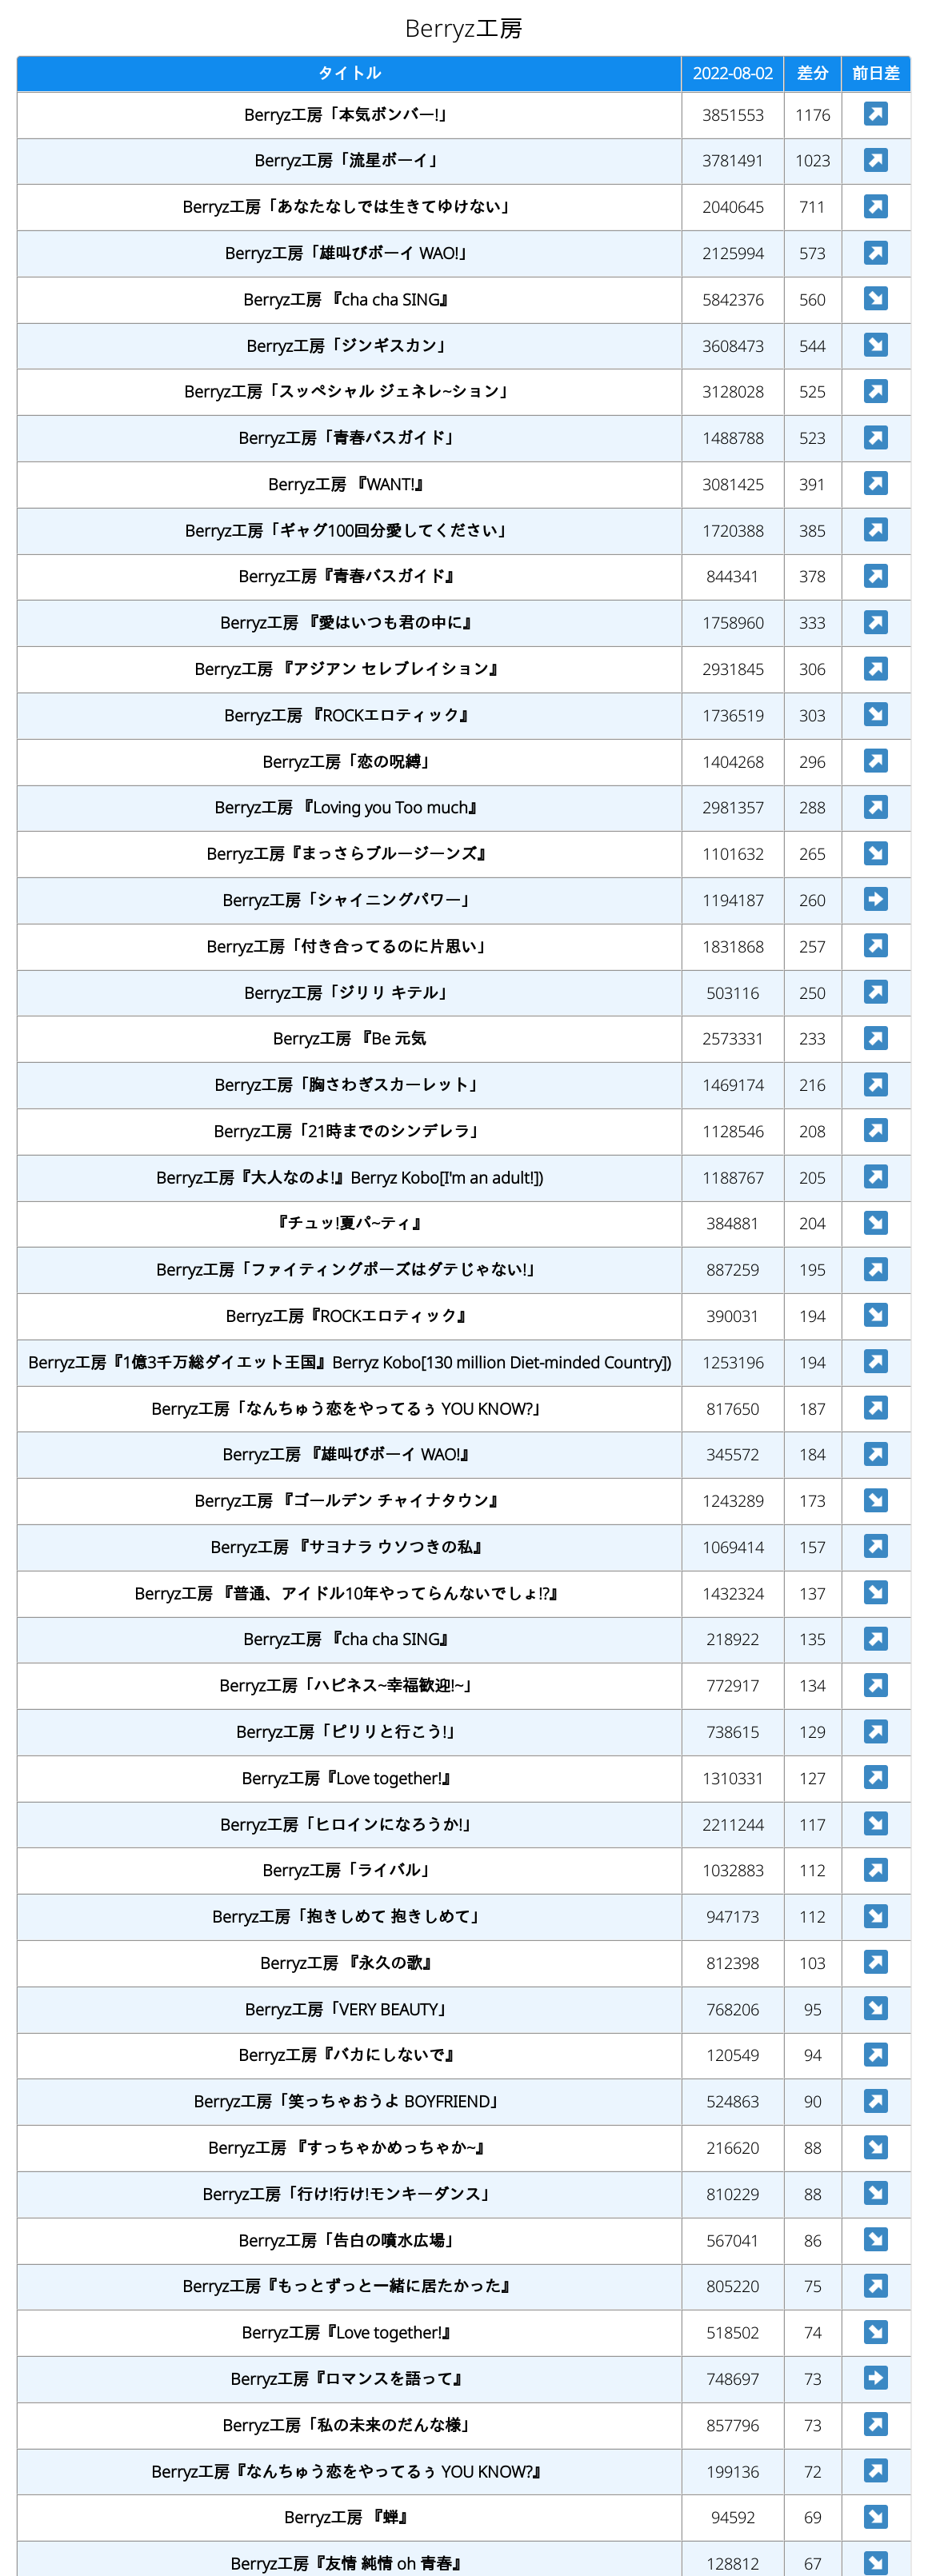 Berryz工房
タイトル 2022-08-02 差分 前日差
Berryz工房「本気ボンバー!」 3851553 1176
Berryz工房「流星ボーイ」 3781491 1023
Berryz工房「あなたなしでは生きてゆけない」 2040645 711
Berryz工房「雄叫びボーイ WAO!」 2125994 573
Berryz工房 『cha cha SING』 5842376 560
Berryz工房「ジンギスカン」 3608473 544
Berryz工房「スッペシャル ジェネレ~ション」 3128028 525
Berryz工房「青春バスガイド」 1488788 523
Berryz工房 『WANT!』 3081425 391
Berryz工房「ギャグ100回分愛してください」 1720388 385
Berryz工房『青春バスガイド』 844341 378
Berryz工房 『愛はいつも君の中に』 1758960 333
Berryz工房 『アジアン セレブレイション』 2931845 306
Berryz工房 『ROCKエロティック』 1736519 303
Berryz工房「恋の呪縛」 1404268 296
Berryz工房 『Loving you Too much』 2981357 288
Berryz工房『まっさらブルージーンズ』 1101632 265
Berryz工房「シャイニングパワー」 1194187 260
Berryz工房「付き合ってるのに片思い」 1831868 257
Berryz工房「ジリリ キテル」 503116 250
Berryz工房 『Be 元気 2573331 233
Berryz工房「胸さわぎスカーレット」 1469174 216
Berryz工房「21時までのシンデレラ」 1128546 208
Berryz工房『大人なのよ!』Berryz Kobo[I'm an adult!]) 1188767 205
『チュッ!夏パ~ティ』 384881 204
Berryz工房「ファイティングポーズはダテじゃない!」 887259 195
Berryz工房『ROCKエロティック』 390031 194
Berryz工房『1億3千万総ダイエット王国』Berryz Kobo[130 million Diet-minded Country]) 1253196 194
Berryz工房「なんちゅう恋をやってるぅ YOU KNOW?」 817650 187
Berryz工房 『雄叫びボーイ WAO!』 345572 184
Berryz工房 『ゴールデン チャイナタウン』 1243289 173
Berryz工房 『サヨナラ ウソつきの私』 1069414 157
Berryz工房 『普通、アイドル10年やってらんないでしょ!?』 1432324 137
Berryz工房 『cha cha SING』 218922 135
Berryz工房「ハピネス~幸福歓迎!~」 772917 134
Berryz工房「ピリリと行こう!」 738615 129
Berryz工房『Love together!』 1310331 127
Berryz工房「ヒロインになろうか!」 2211244 117
Berryz工房「ライバル」 1032883 112
Berryz工房「抱きしめて 抱きしめて」 947173 112
Berryz工房 『永久の歌』 812398 103
Berryz工房「VERY BEAUTY」 768206 95
Berryz工房『バカにしないで』 120549 94
Berryz工房「笑っちゃおうよ BOYFRIEND」 524863 90
Berryz工房 『すっちゃかめっちゃか~』 216620 88
Berryz工房「行け!行け!モンキーダンス」 810229 88
Berryz工房「告白の噴水広場」 567041 86
Berryz工房『もっとずっと一緒に居たかった』 805220 75
Berryz工房『Love together!』 518502 74
Berryz工房『ロマンスを語って』 748697 73
Berryz工房「私の未来のだんな様」 857796 73
Berryz工房『なんちゅう恋をやってるぅ YOU KNOW?』 199136 72
Berryz工房 『蝉』 94592 69
Berryz工房『友情 純情 oh 青春』 128812 67